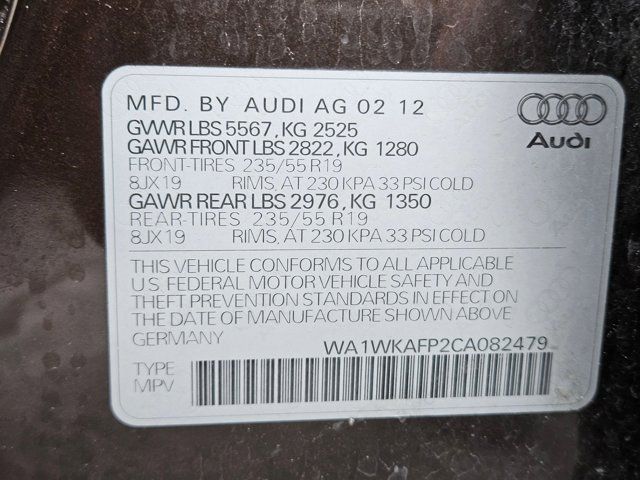 MFD. BY AUDI AG 02 12
GVWR LBS 5567, KG 2525
GAWR FRONT LBS 2822, KG 1280
FRONT-TIRES 235/55 R19
8JX19 RIMS, AT 230 KPA 33 PSI COLD
GAWR REAR LBS 2976, KG 1350
REAR-TIRES 235/55 R19
8JX19 RIMS, AT 230 KPA 33 PSI COLD
Audi
THIS VEHICLE CONFORMS TO ALL APPLICABLE
U.S. FEDERAL MOTOR VEHICLE SAFETY AND
THEFT PREVENTION STANDARDS IN EFFECT ON
THE DATE OF MANUFACTURE SHOWN ABOVE
GERMANY WA1WKAFP2CA082479
TYPE
MPV